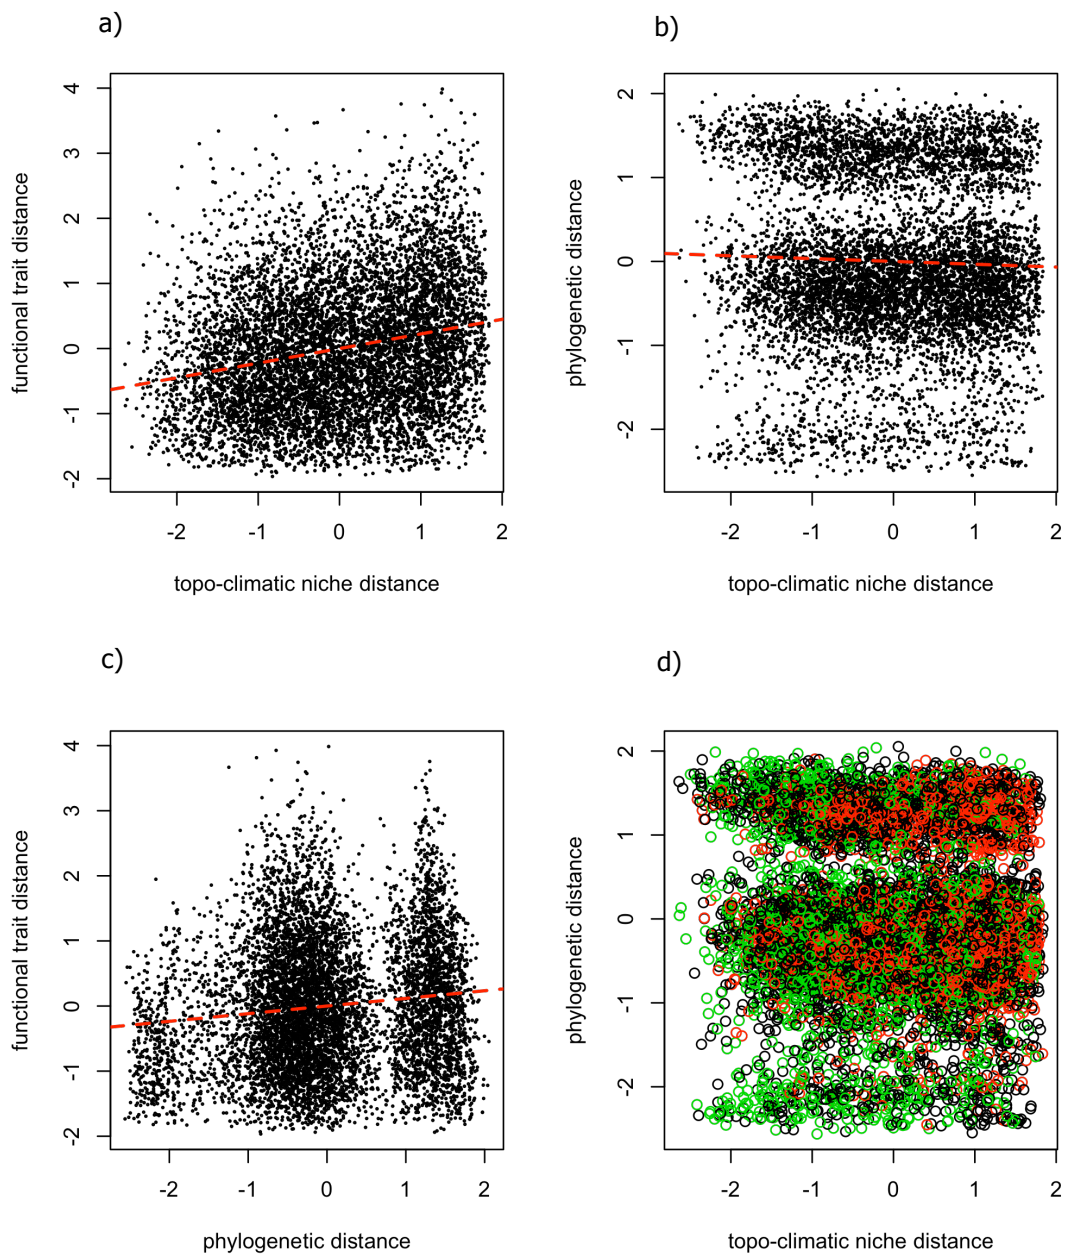 a)
b)
4
3
2
1
0
-1
-2
functional trait distance
-2 -1 0 1 2
topo-climatic niche distance
2
1
0
-1
-2
phylogenetic distance
-2 -1 0 1 2
topo-climatic niche distance
c)
d)
4
3
2
1
0
-1
-2
functional trait distance
-2 -1 0 1 2
phylogenetic distance
2
1
0
-1
-2
phylogenetic distance
-2 -1 0 1 2
topo-climatic niche distance